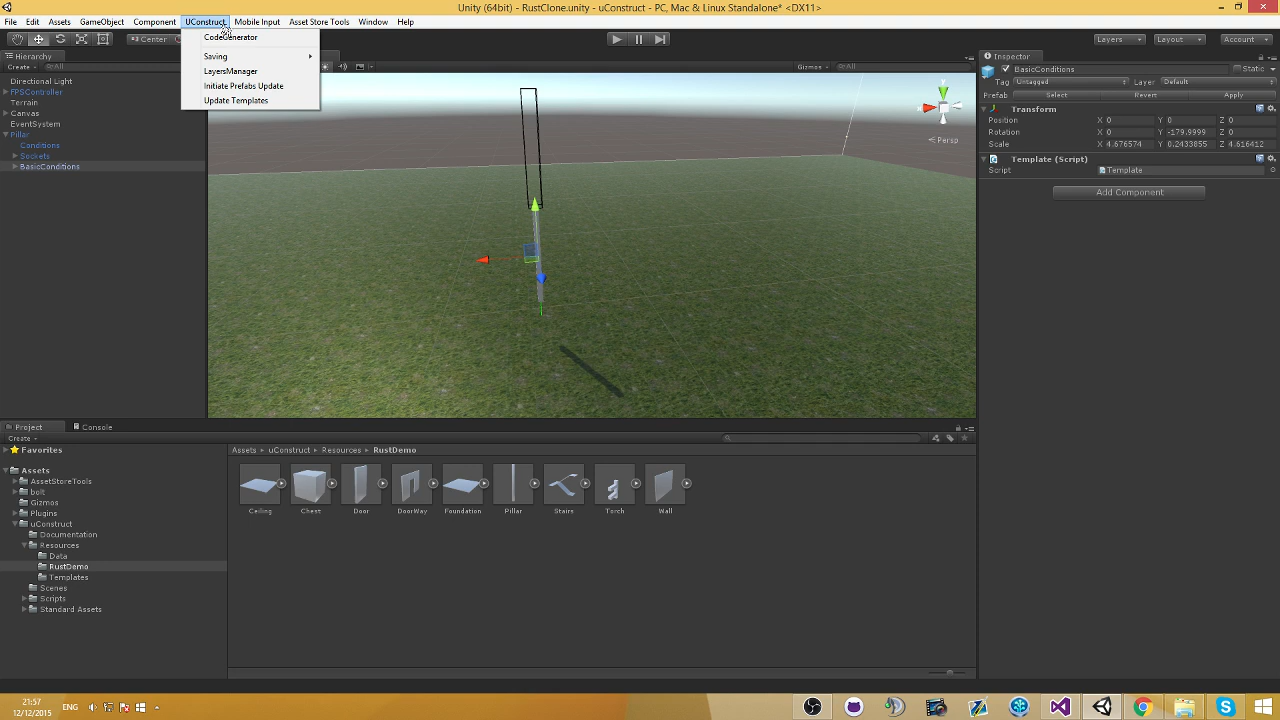 Unity (64bit) - RustClone.unity - uConstruct - PC, Mac & Linux Standalone* <DX11>
File Edit Assets GameObject Component UConstruct Mobile Input Asset Store Tools Window Help
Center Layers Layout Account
CodeGenerator
Saving
LayersManager
Initiate Prefabs Update
Update Templates
Hierarchy
Create All
Directional Light
FPSController
Terrain
Canvas
EventSystem
Pillar
Conditions
Sockets
BasicConditions
Gizmos All
y
Persp
Inspector
BasicConditions Static
Tag Untagged Layer Default
Prefab Select Revert Apply
Transform
Position X 0 Y 0 Z 0
Rotation X 0 Y -179.9999 Z 0
Scale X 4.676574 Y 0.2433855 Z 4.616412
Template (Script)
Script Template
Add Component
Project Console
Create
Favorites
Assets
AssetStoreTools
bolt
Gizmos
Plugins
uConstruct
Documentation
Resources
Data
RustDemo
Templates
Scenes
Scripts
Standard Assets
Assets uConstruct Resources RustDemo
Ceiling Chest Door DoorWay Foundation Pillar Stairs Torch Wall
21:57
12/12/2015
ENG